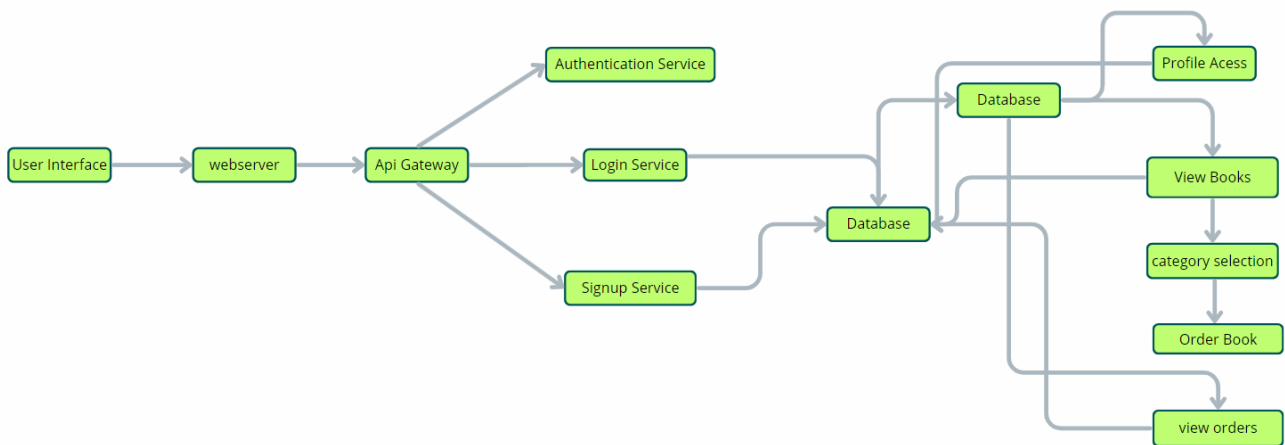 User Interface
webserver
Api Gateway
Authentication Service
Login Service
Signup Service
Database
Database
Profile Acess
View Books
category selection
Order Book
view orders